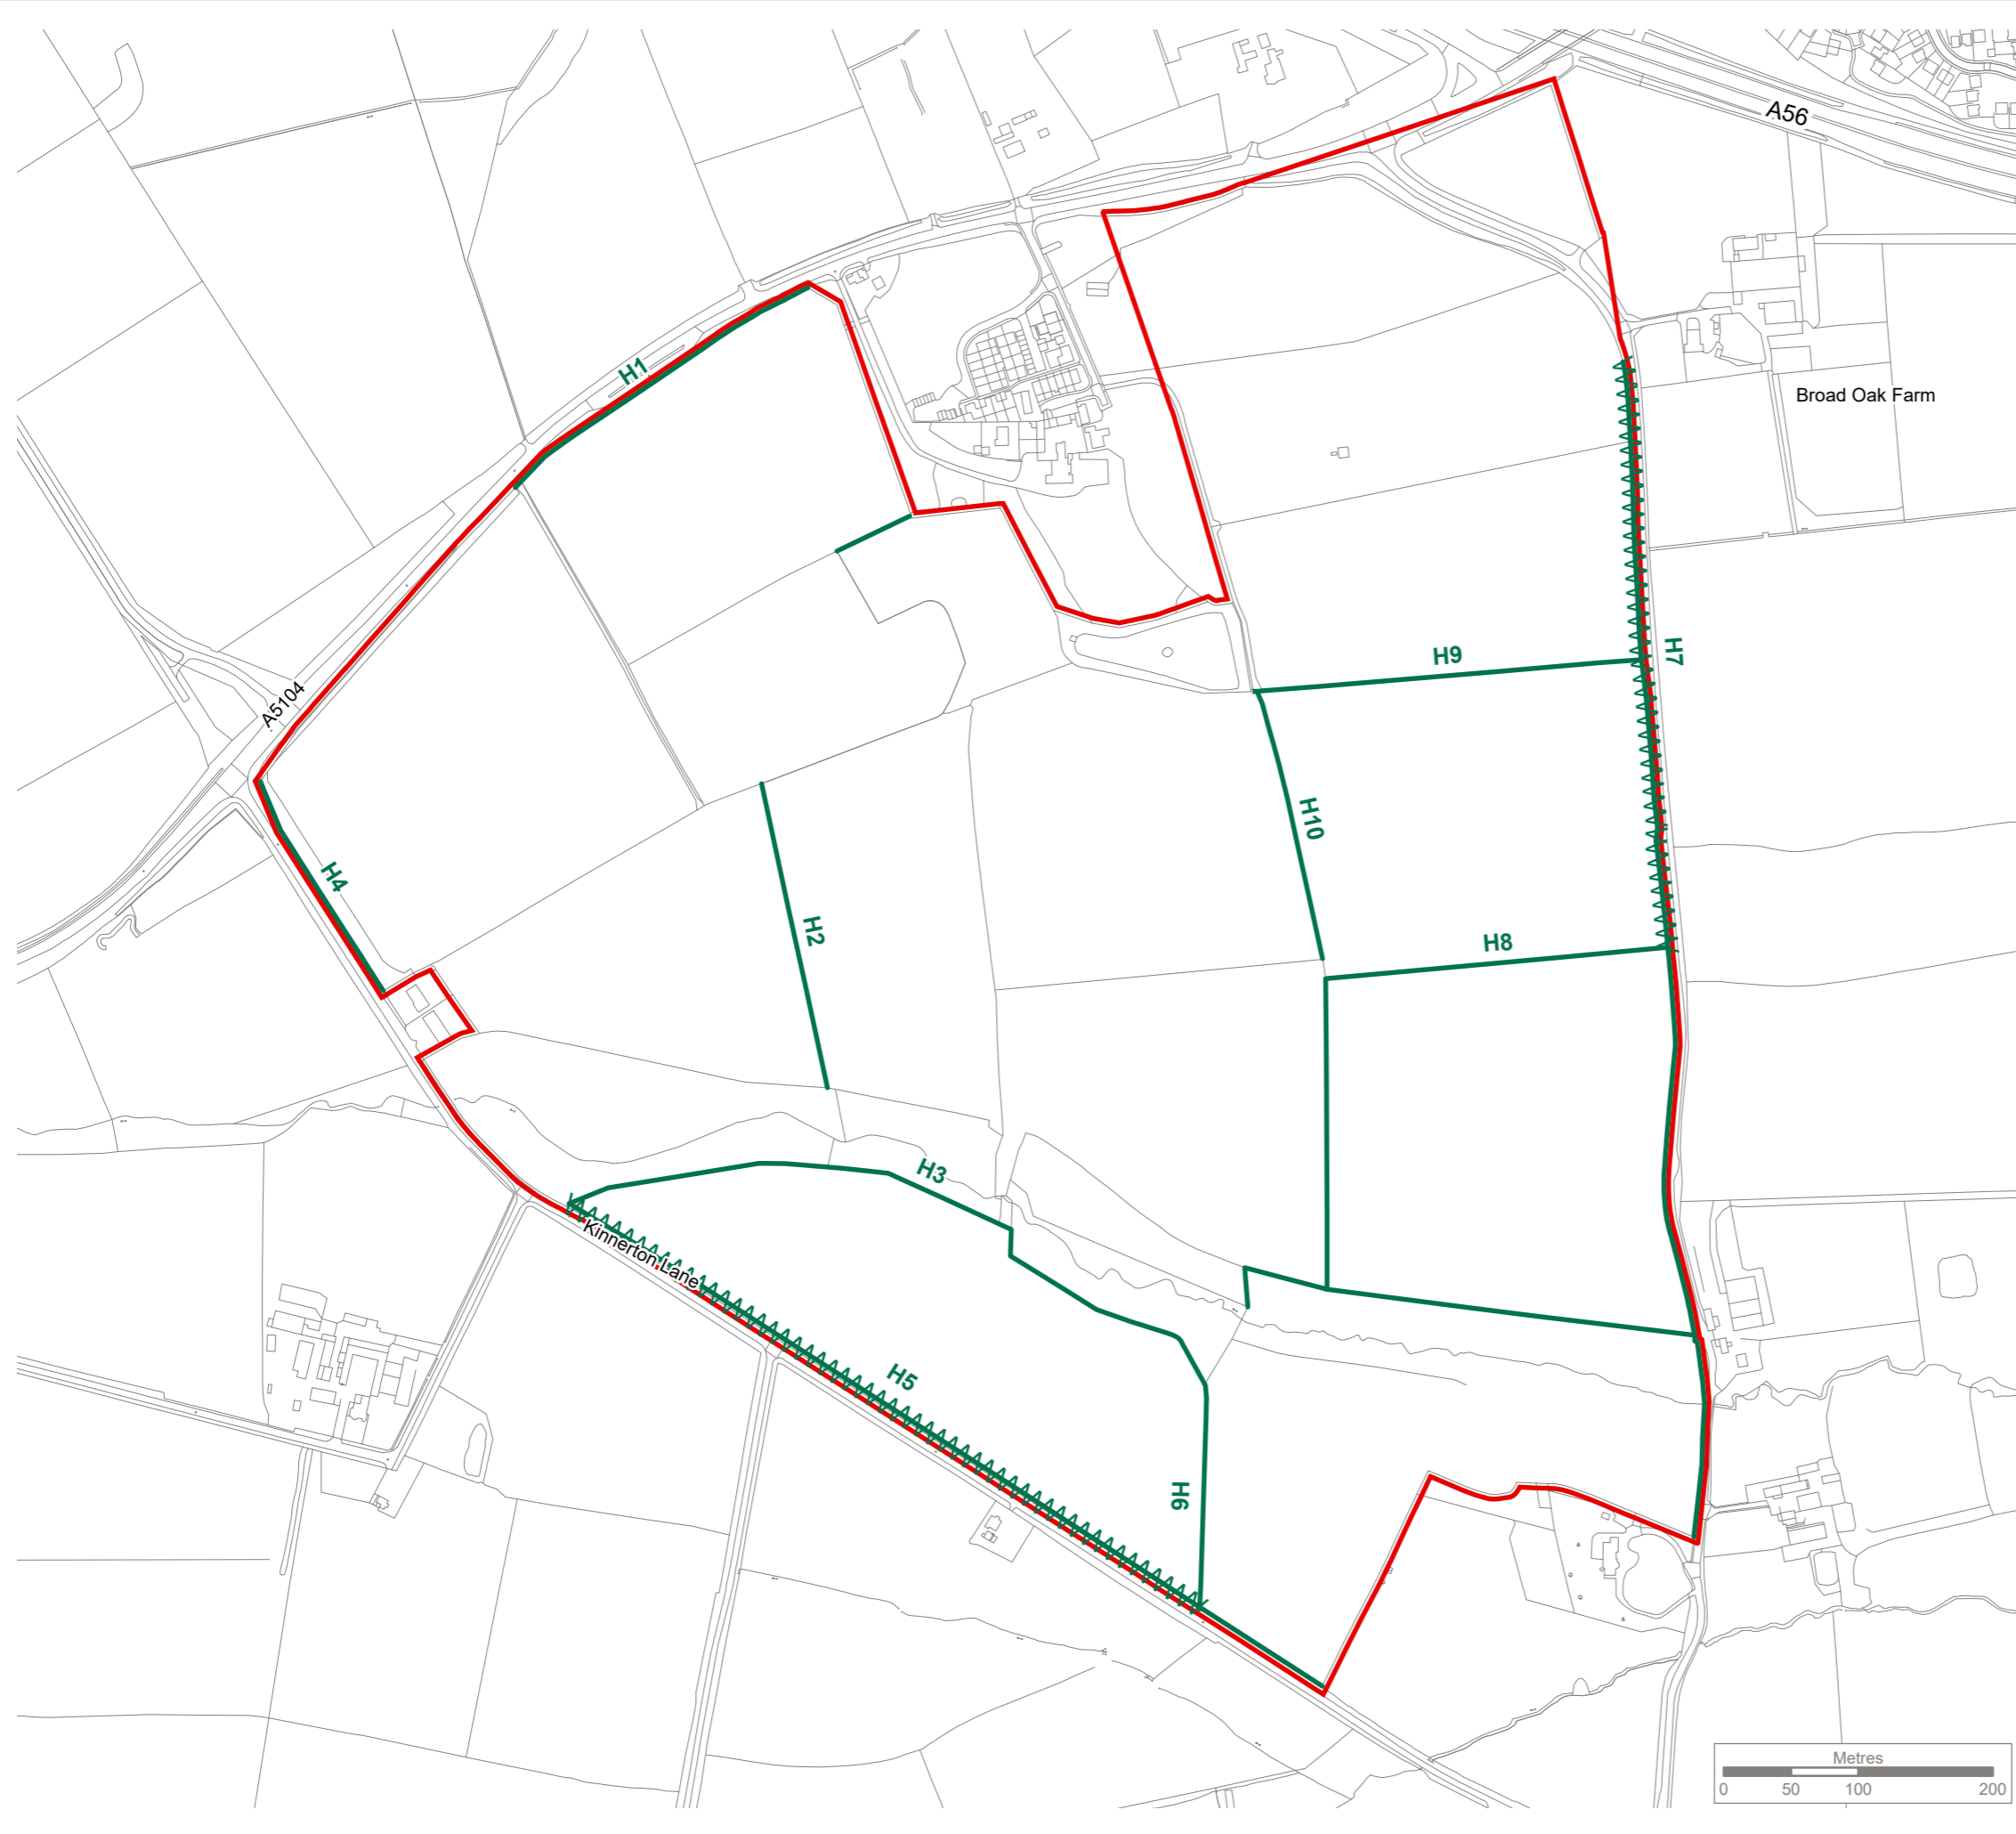 A56
H1
Broad Oak Farm
H9
H7
A5104
H10
H4
H2
H8
H3
Kinnerton Lane
H5
H6
Metres
0 50 100 200